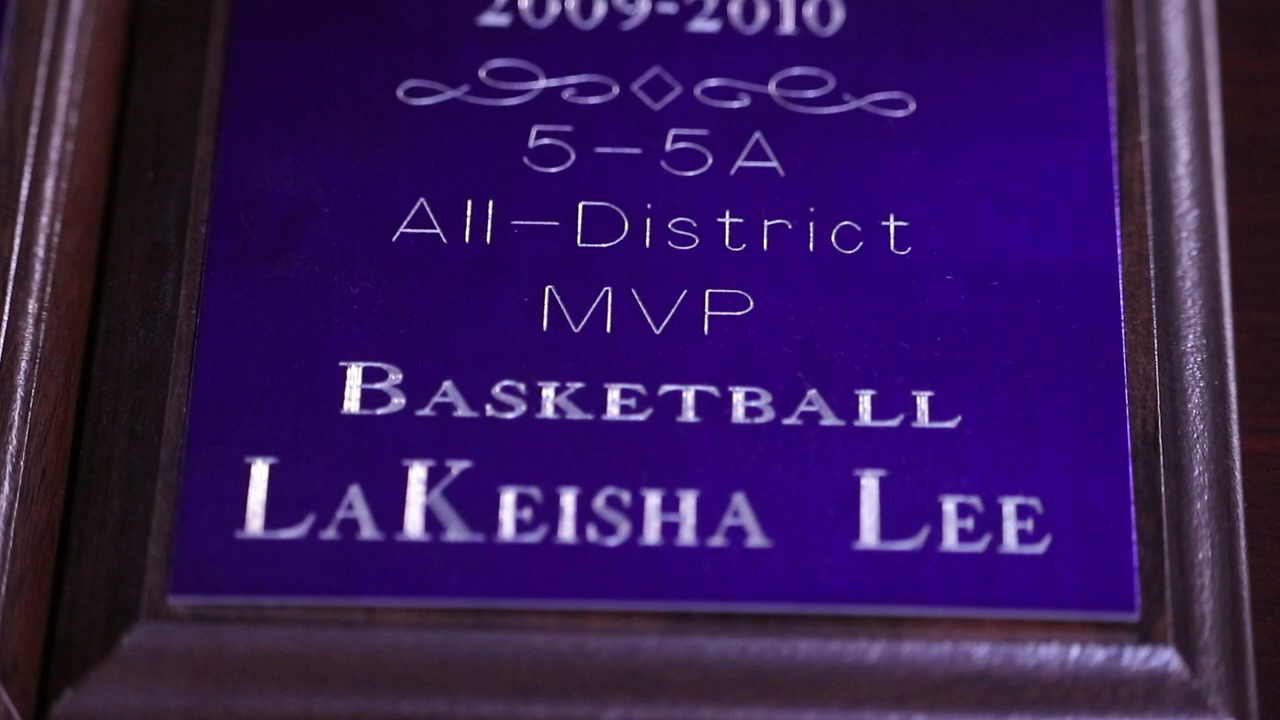 2009-2010
5-5A
All-District
MVP
BASKETBALL
LAKEISHA LEE